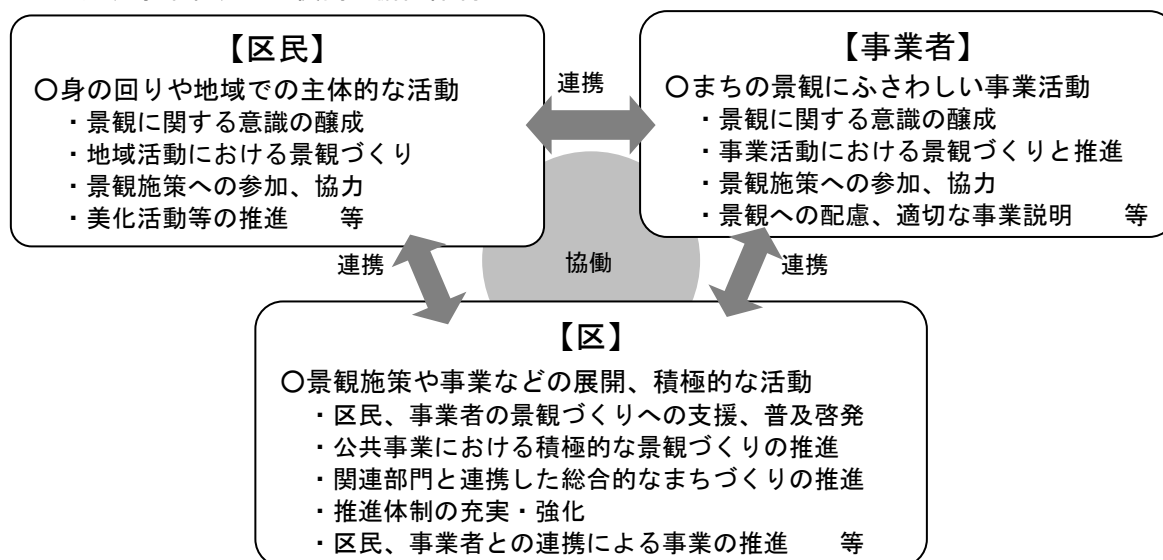 【区民】
〇身の回りや地域での主体的な活動
・景観に関する意識の醸成
・地域活動における景観づくり
・景観施策への参加、協力
・美化活動等の推進　　等
連携
【事業者】
〇まちの景観にふさわしい事業活動
・景観に関する意識の醸成
・事業活動における景観づくりと推進
・景観施策への参加、協力
・景観への配慮、適切な事業説明　　等
連携
協働
連携
【区】
〇景観施策や事業などの展開、積極的な活動
・区民、事業者の景観づくりへの支援、普及啓発
・公共事業における積極的な景観づくりの推進
・関連部門と連携した総合的なまちづくりの推進
・推進体制の充実・強化
・区民、事業者との連携による事業の推進　　等